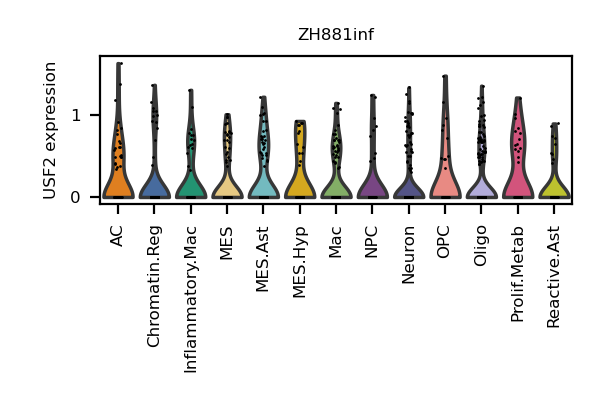 ZH881inf
USF2 expression
1
0
AC
Chromatin.Reg
Inflammatory.Mac
MES
MES.Ast
MES.Hyp
Mac
NPC
Neuron
OPC
Oligo
Prolif.Metab
Reactive.Ast